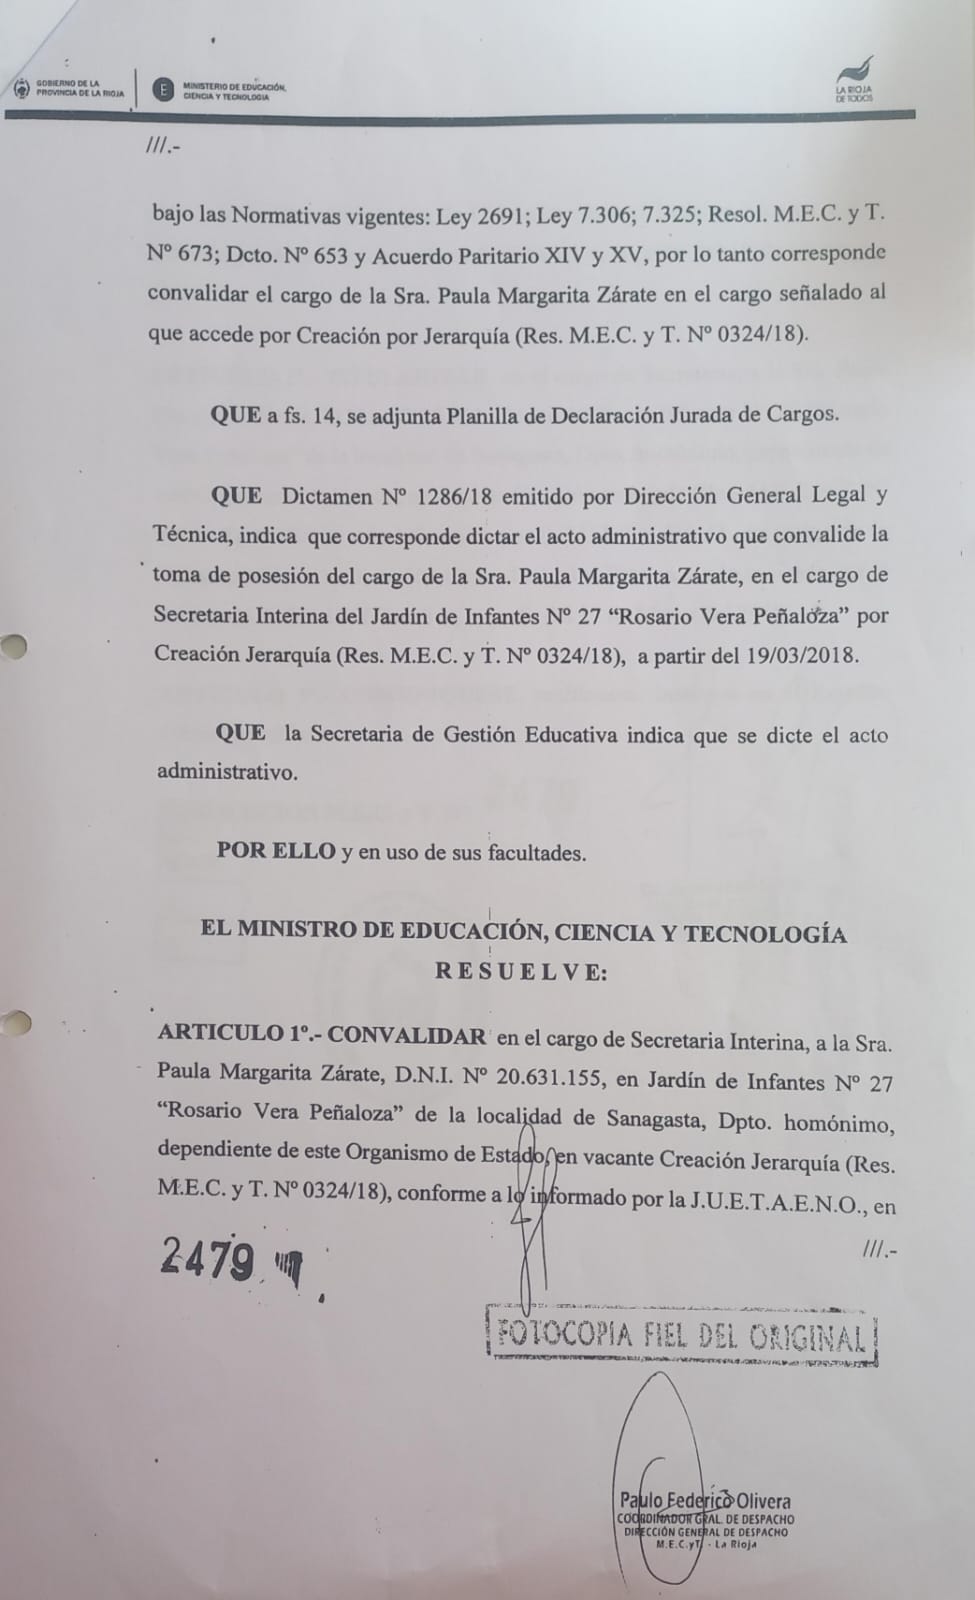 GOBIERNO DE LA
PROVINCIA DE LA RIOJA
E
MINISTERIO DE EDUCACIÓN,
CIENCIA Y TECNOLOGIA
LA RIOJA
DE TODOS
///.-
bajo las Normativas vigentes: Ley 2691; Ley 7.306; 7.325; Resol. M.E.C. y T.
Nº 673; Dcto. Nº 653 y Acuerdo Paritario XIV y XV, por lo tanto corresponde
convalidar el cargo de la Sra. Paula Margarita Zárate en el cargo señalado al
que accede por Creación por Jerarquía (Res. M.E.C. y T. Nº 0324/18).
QUE a fs. 14, se adjunta Planilla de Declaración Jurada de Cargos.
QUE Dictamen Nº 1286/18 emitido por Dirección General Legal y
Técnica, indica que corresponde dictar el acto administrativo que convalide la
toma de posesión del cargo de la Sra. Paula Margarita Zárate, en el cargo de
Secretaria Interina del Jardín de Infantes Nº 27 “Rosario Vera Peñaloza” por
Creación Jerarquía (Res. M.E.C. y T. Nº 0324/18), a partir del 19/03/2018.
QUE la Secretaria de Gestión Educativa indica que se dicte el acto
administrativo.
POR ELLO y en uso de sus facultades.
EL MINISTRO DE EDUCACIÓN, CIENCIA Y TECNOLOGÍA
R E S U E L V E:
ARTICULO 1º.- CONVALIDAR en el cargo de Secretaria Interina, a la Sra.
Paula Margarita Zárate, D.N.I. Nº 20.631.155, en Jardín de Infantes Nº 27
“Rosario Vera Peñaloza” de la localidad de Sanagasta, Dpto. homónimo,
dependiente de este Organismo de Estado, en vacante Creación Jerarquía (Res.
M.E.C. y T. Nº 0324/18), conforme a lo informado por la J.U.E.T.A.E.N.O., en
///.-
2479
FOTOCOPIA FIEL DEL ORIGINAL
Paulo Federico Olivera
COORDINADOR GRAL. DE DESPACHO
DIRECCIÓN GENERAL DE DESPACHO
M.E.C.yT. - La Rioja